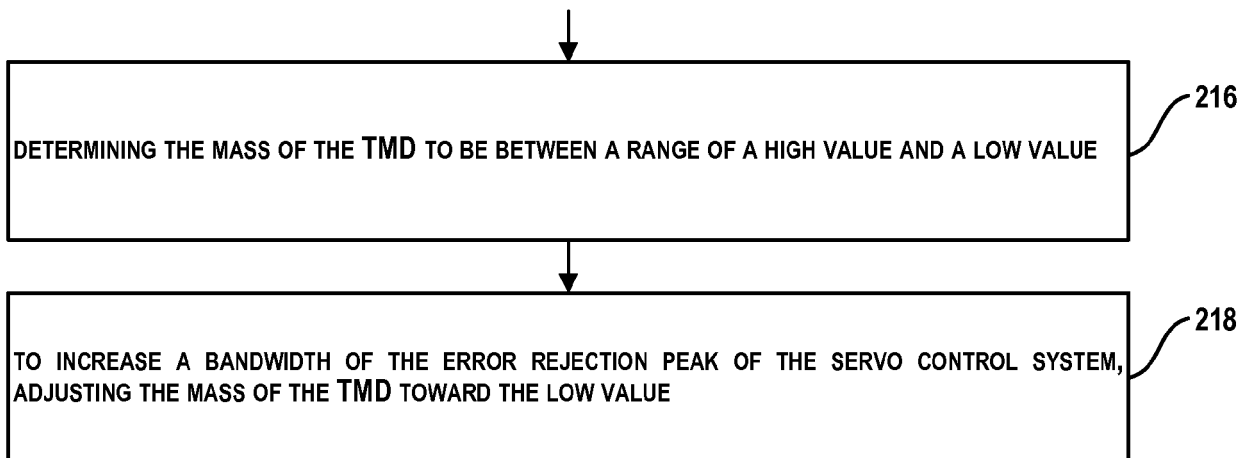 216
DETERMINING THE MASS OF THE TMD TO BE BETWEEN A RANGE OF A HIGH VALUE AND A LOW VALUE
218
TO INCREASE A BANDWIDTH OF THE ERROR REJECTION PEAK OF THE SERVO CONTROL SYSTEM,
ADJUSTING THE MASS OF THE TMD TOWARD THE LOW VALUE